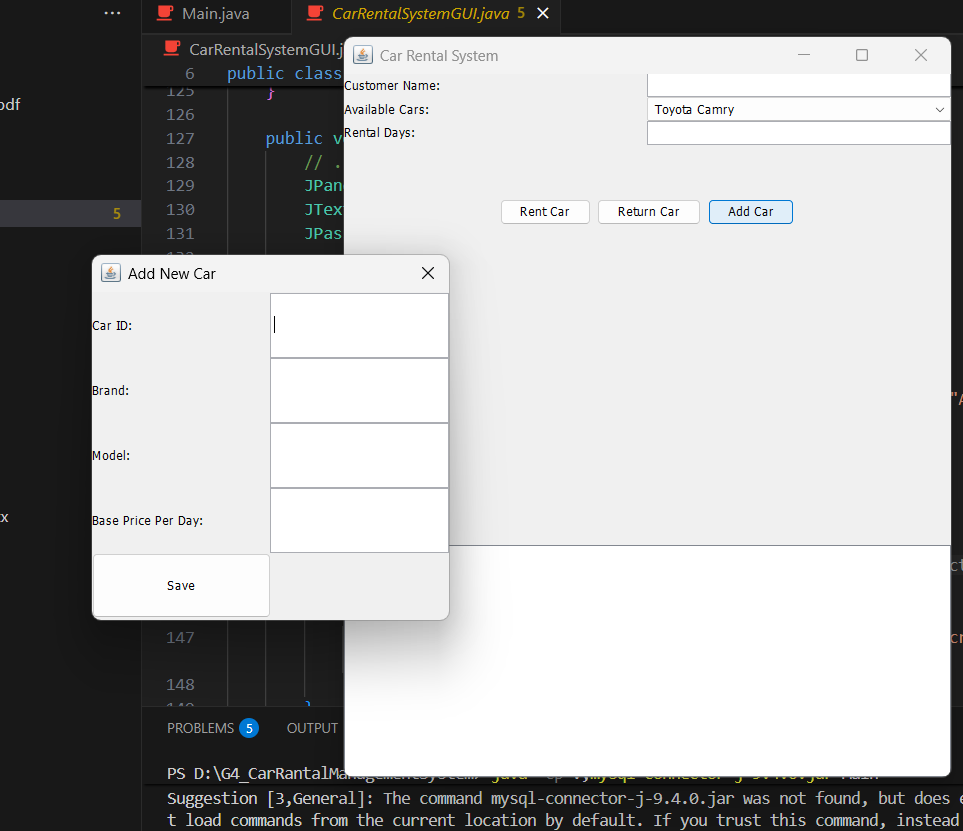 ···
Main.java
CarRentalSystemGUI.java 5
CarRentalSystemGUI.j
Car Rental System
6 public class
125 }
126
127 public v
128 // .
129 JPan
130 JTex
131 JPas
odf
5
Customer Name:
Available Cars: Toyota Camry
Rental Days:
Rent Car Return Car Add Car
Add New Car
Car ID:
Brand:
Model:
Base Price Per Day:
Save
x
"A
ct
cr
147
148
PROBLEMS 5 OUTPUT
PS D:\G4_CarRantalManagementSystem> java -cp .;mysql-connector-j-9.4.0.jar Main
Suggestion [3,General]: The command mysql-connector-j-9.4.0.jar was not found, but does e
t load commands from the current location by default. If you trust this command, instead